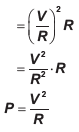 = (V/R)² R
= V²/R² · R
P = V²/R